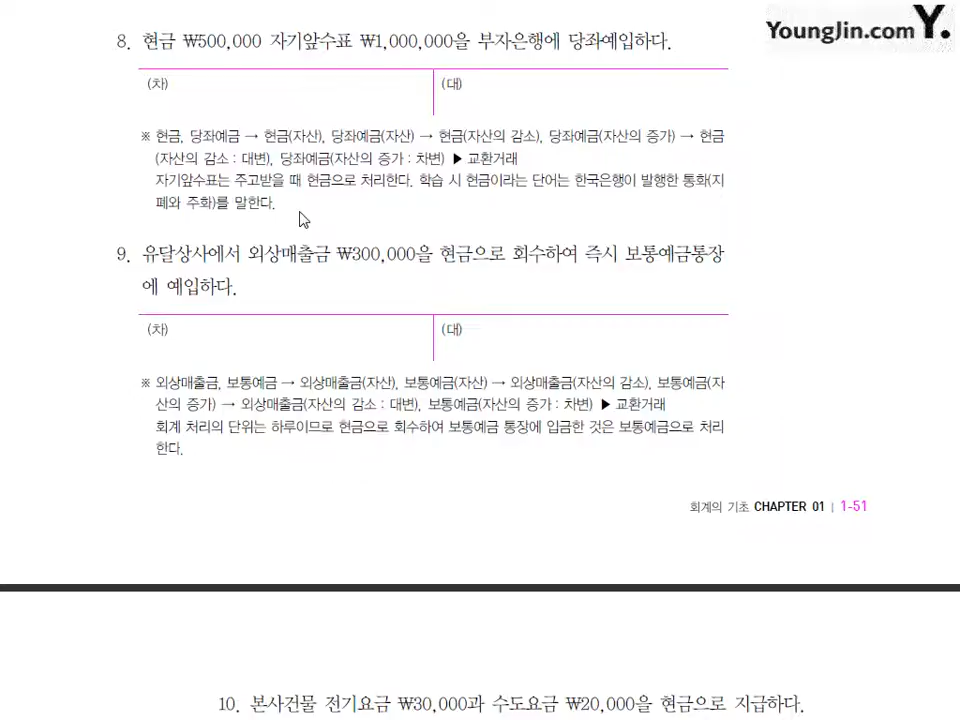 YoungJin.com Y.
8. 현금 ₩500,000 자기앞수표 ₩1,000,000을 부자은행에 당좌예입하다.
(차) (대)
※ 현금, 당좌예금 → 현금(자산), 당좌예금(자산) → 현금(자산의 감소), 당좌예금(자산의 증가) → 현금
(자산의 감소 : 대변), 당좌예금(자산의 증가 : 차변) ▶ 교환거래
자기앞수표는 주고받을 때 현금으로 처리한다. 학습 시 현금이라는 단어는 한국은행이 발행한 통화(지
폐와 주화)를 말한다.
9. 유달상사에서 외상매출금 ₩300,000을 현금으로 회수하여 즉시 보통예금통장
에 예입하다.
(차) (대)
※ 외상매출금, 보통예금 → 외상매출금(자산), 보통예금(자산) → 외상매출금(자산의 감소), 보통예금(자
산의 증가) → 외상매출금(자산의 감소 : 대변), 보통예금(자산의 증가 : 차변) ▶ 교환거래
회계 처리의 단위는 하루이므로 현금으로 회수하여 보통예금 통장에 입금한 것은 보통예금으로 처리
한다.
회계의 기초 CHAPTER 01 | 1-51
10. 본사건물 전기요금 ₩30,000과 수도요금 ₩20,000을 현금으로 지급하다.